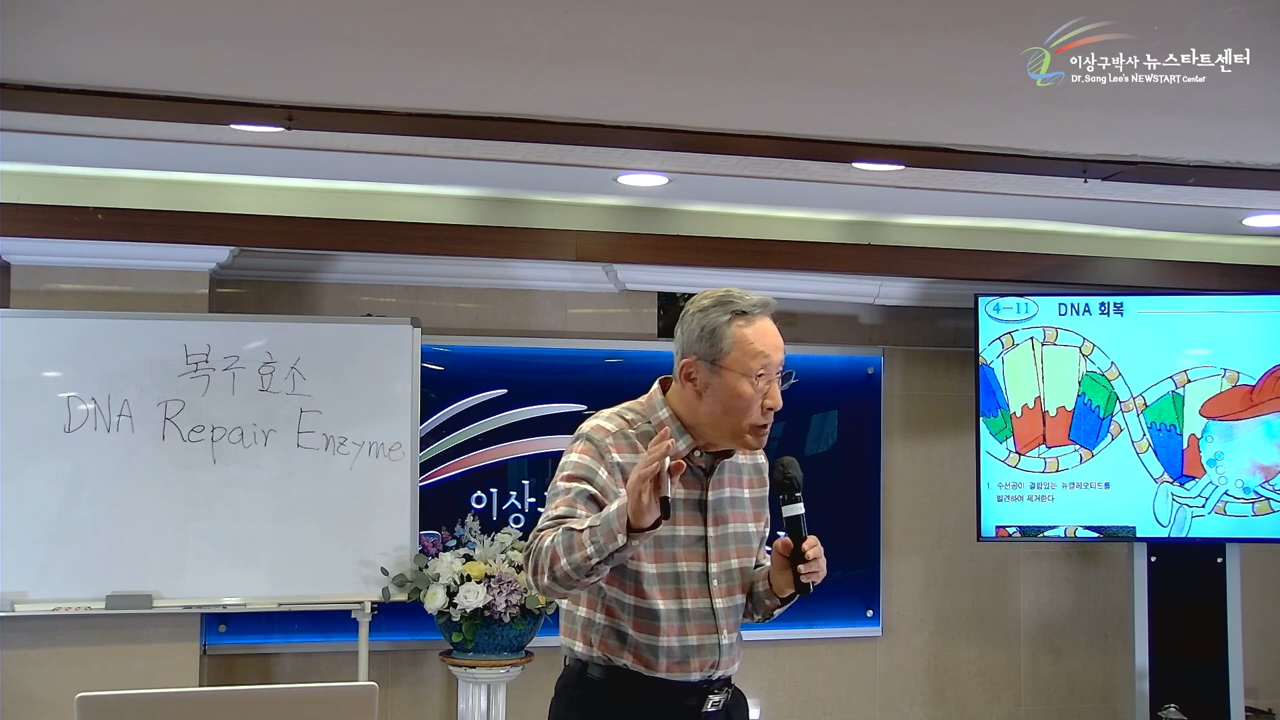 이상구박사 뉴스타트센터
Dr. Sang Lee's NEWSTART Center
복구효소
DNA Repair Enzyme
이상
4-11 DNA 회복
1. 수선공이 결함있는 뉴클레오티드를
발견하여 제거한다